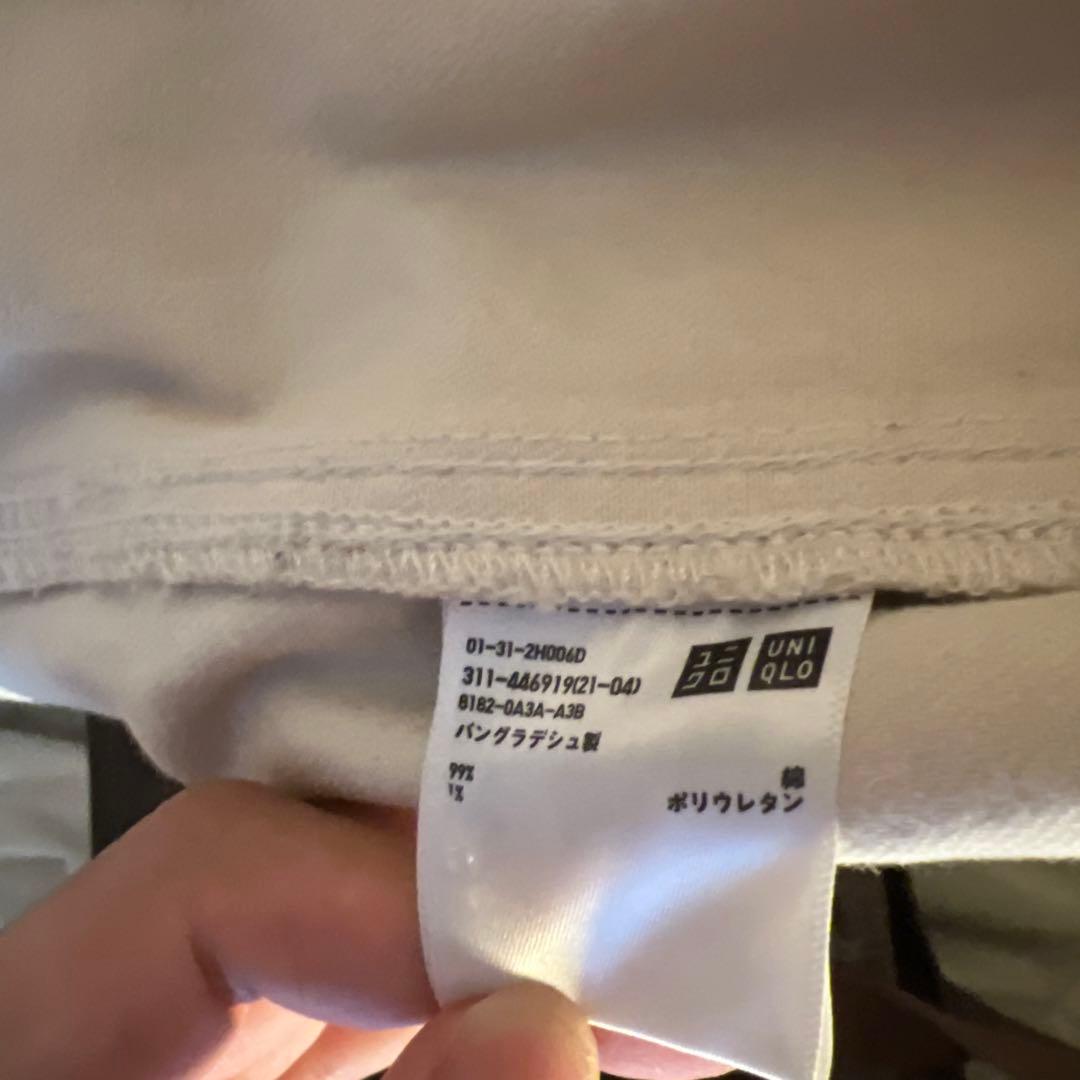 01-31-2H006D
311-446919(21-04)
8182-0A3A-A3B
バングラデシュ製
ユニ
クロ
UNI
QLO
99% 綿
1% ポリウレタン